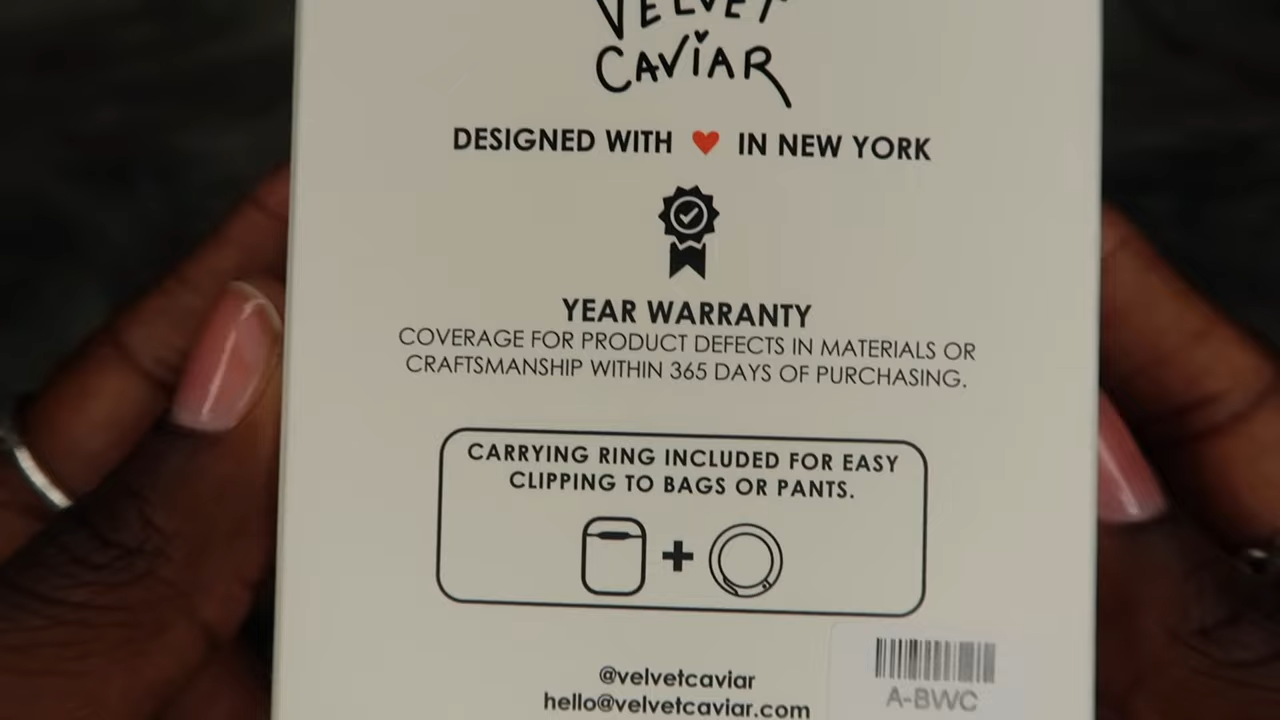 VELVET
CAVIAR
DESIGNED WITH ♥ IN NEW YORK
YEAR WARRANTY
COVERAGE FOR PRODUCT DEFECTS IN MATERIALS OR
CRAFTSMANSHIP WITHIN 365 DAYS OF PURCHASING.
CARRYING RING INCLUDED FOR EASY
CLIPPING TO BAGS OR PANTS.
@velvetcaviar
hello@velvetcaviar.com
A-BWC